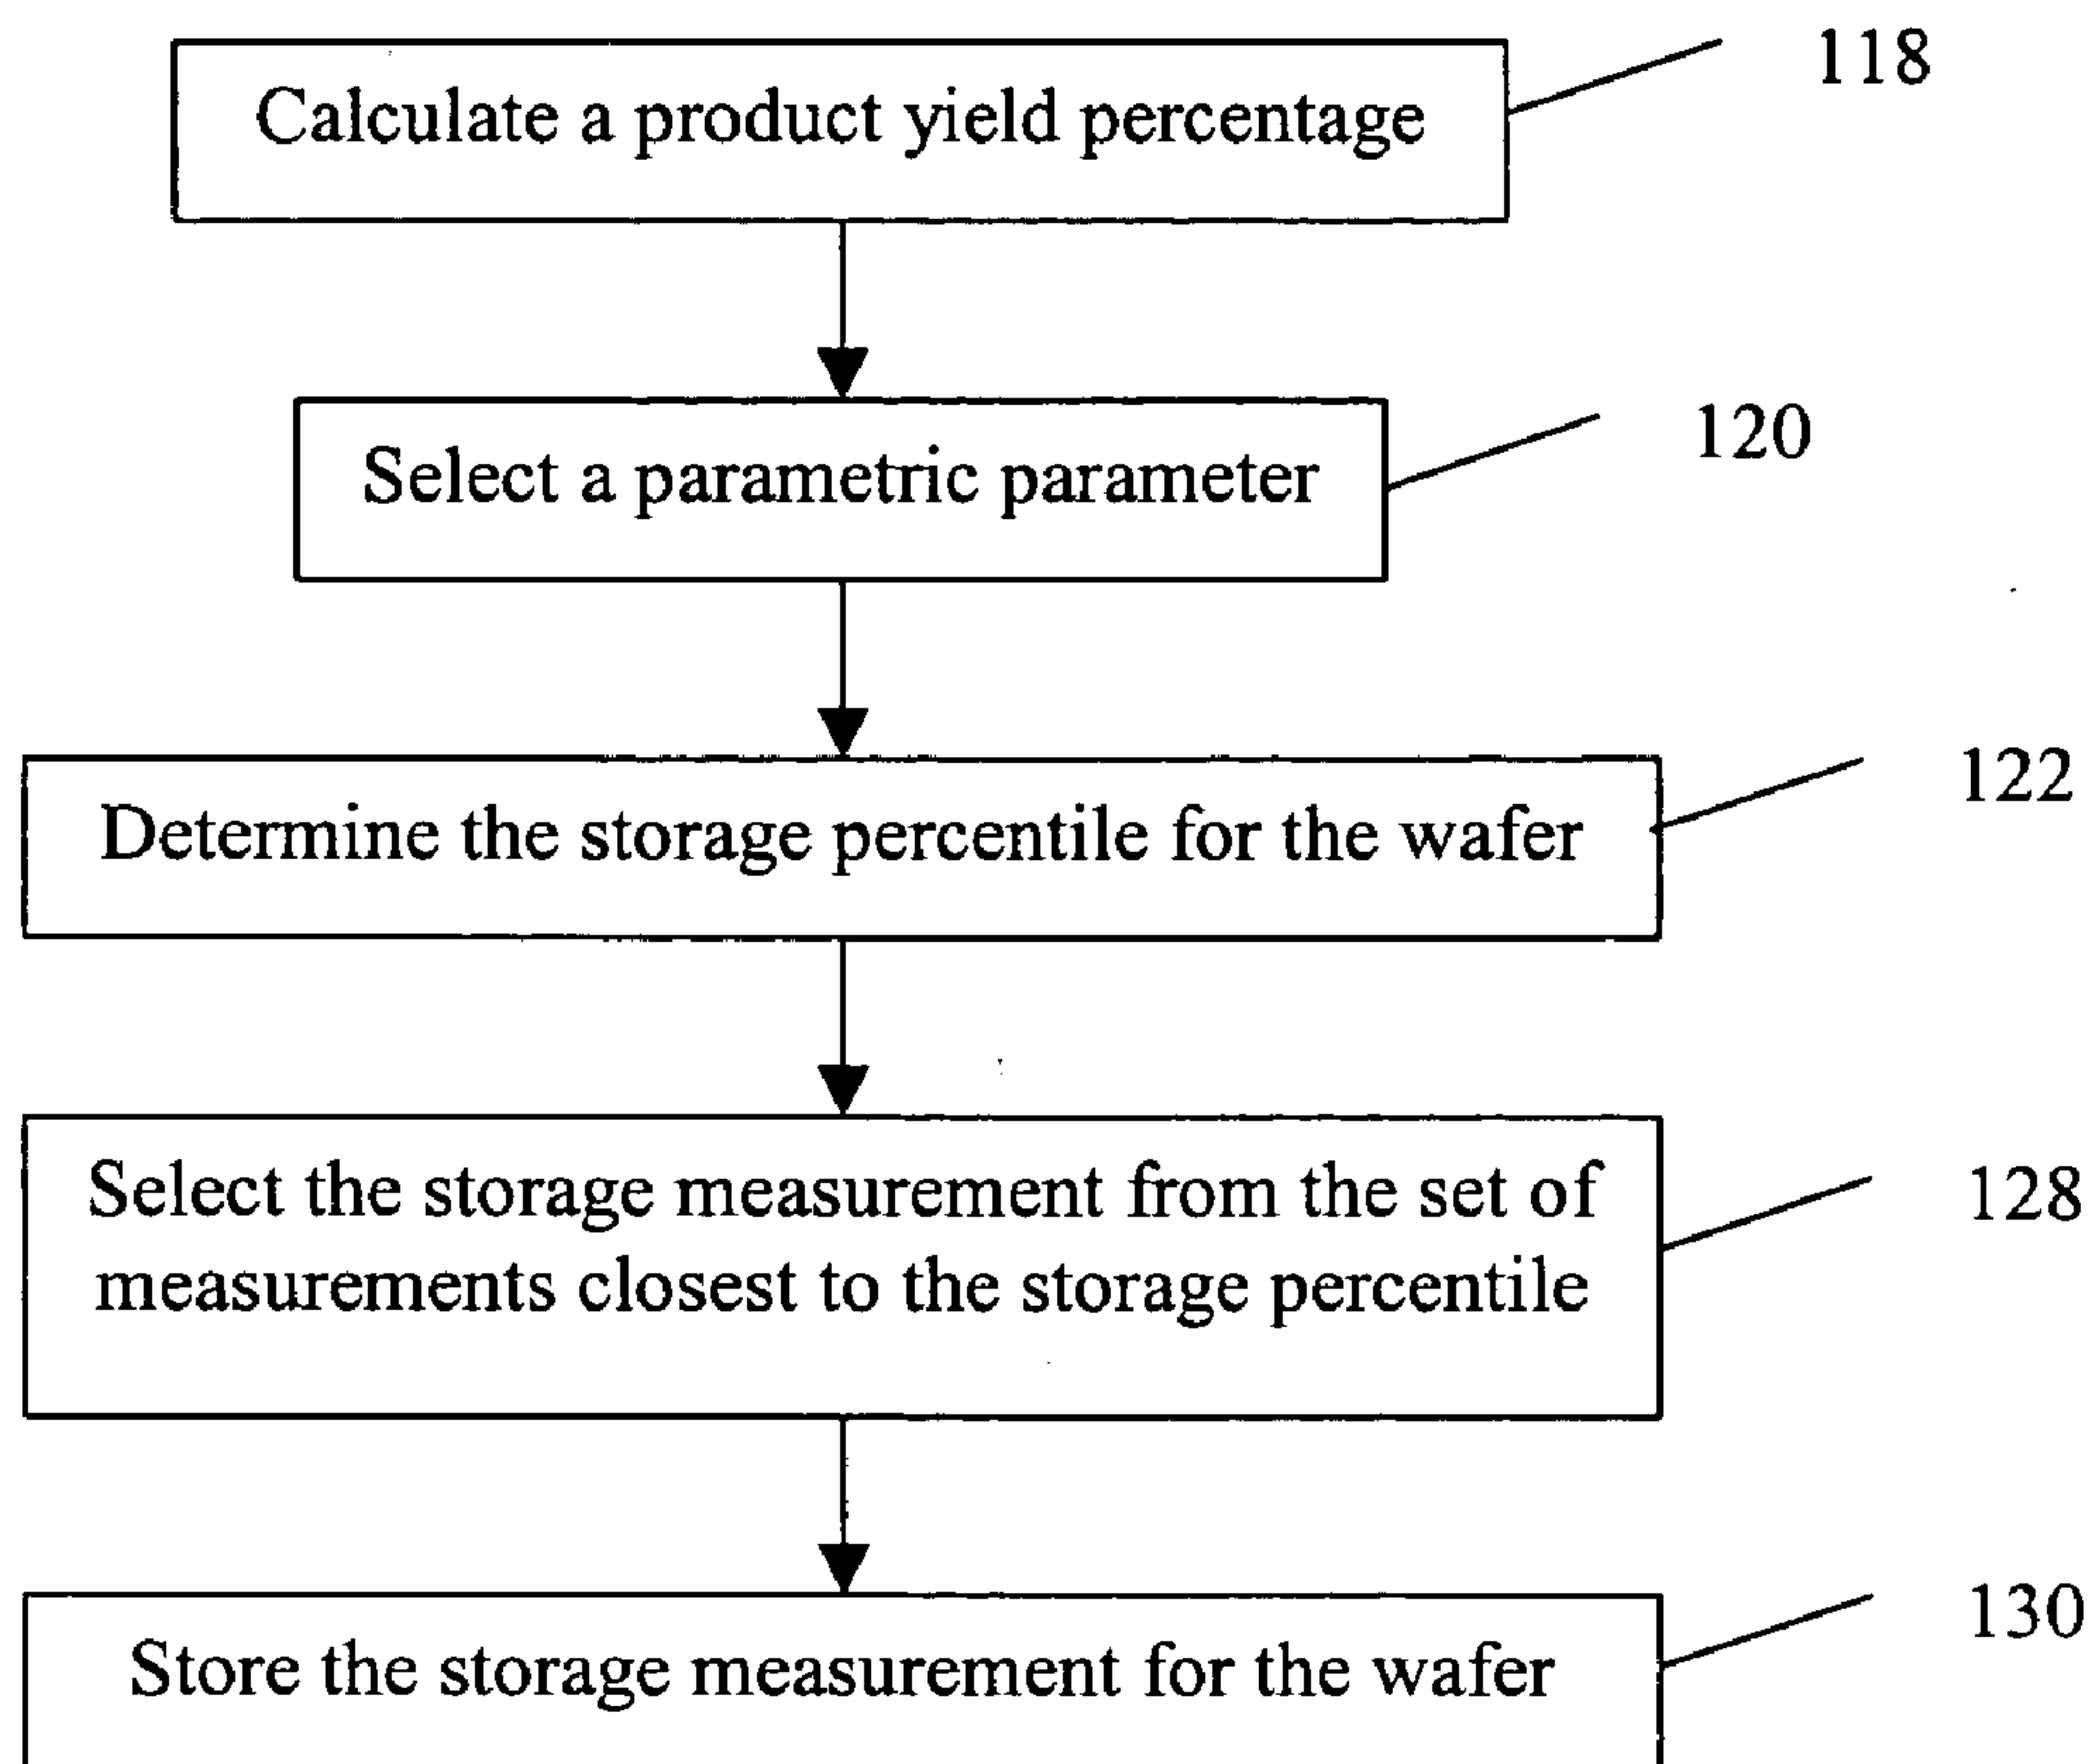 118
Calculate a product yield percentage
120
Select a parametric parameter
122
Determine the storage percentile for the wafer
128
Select the storage measurement from the set of
measurements closest to the storage percentile
130
Store the storage measurement for the wafer